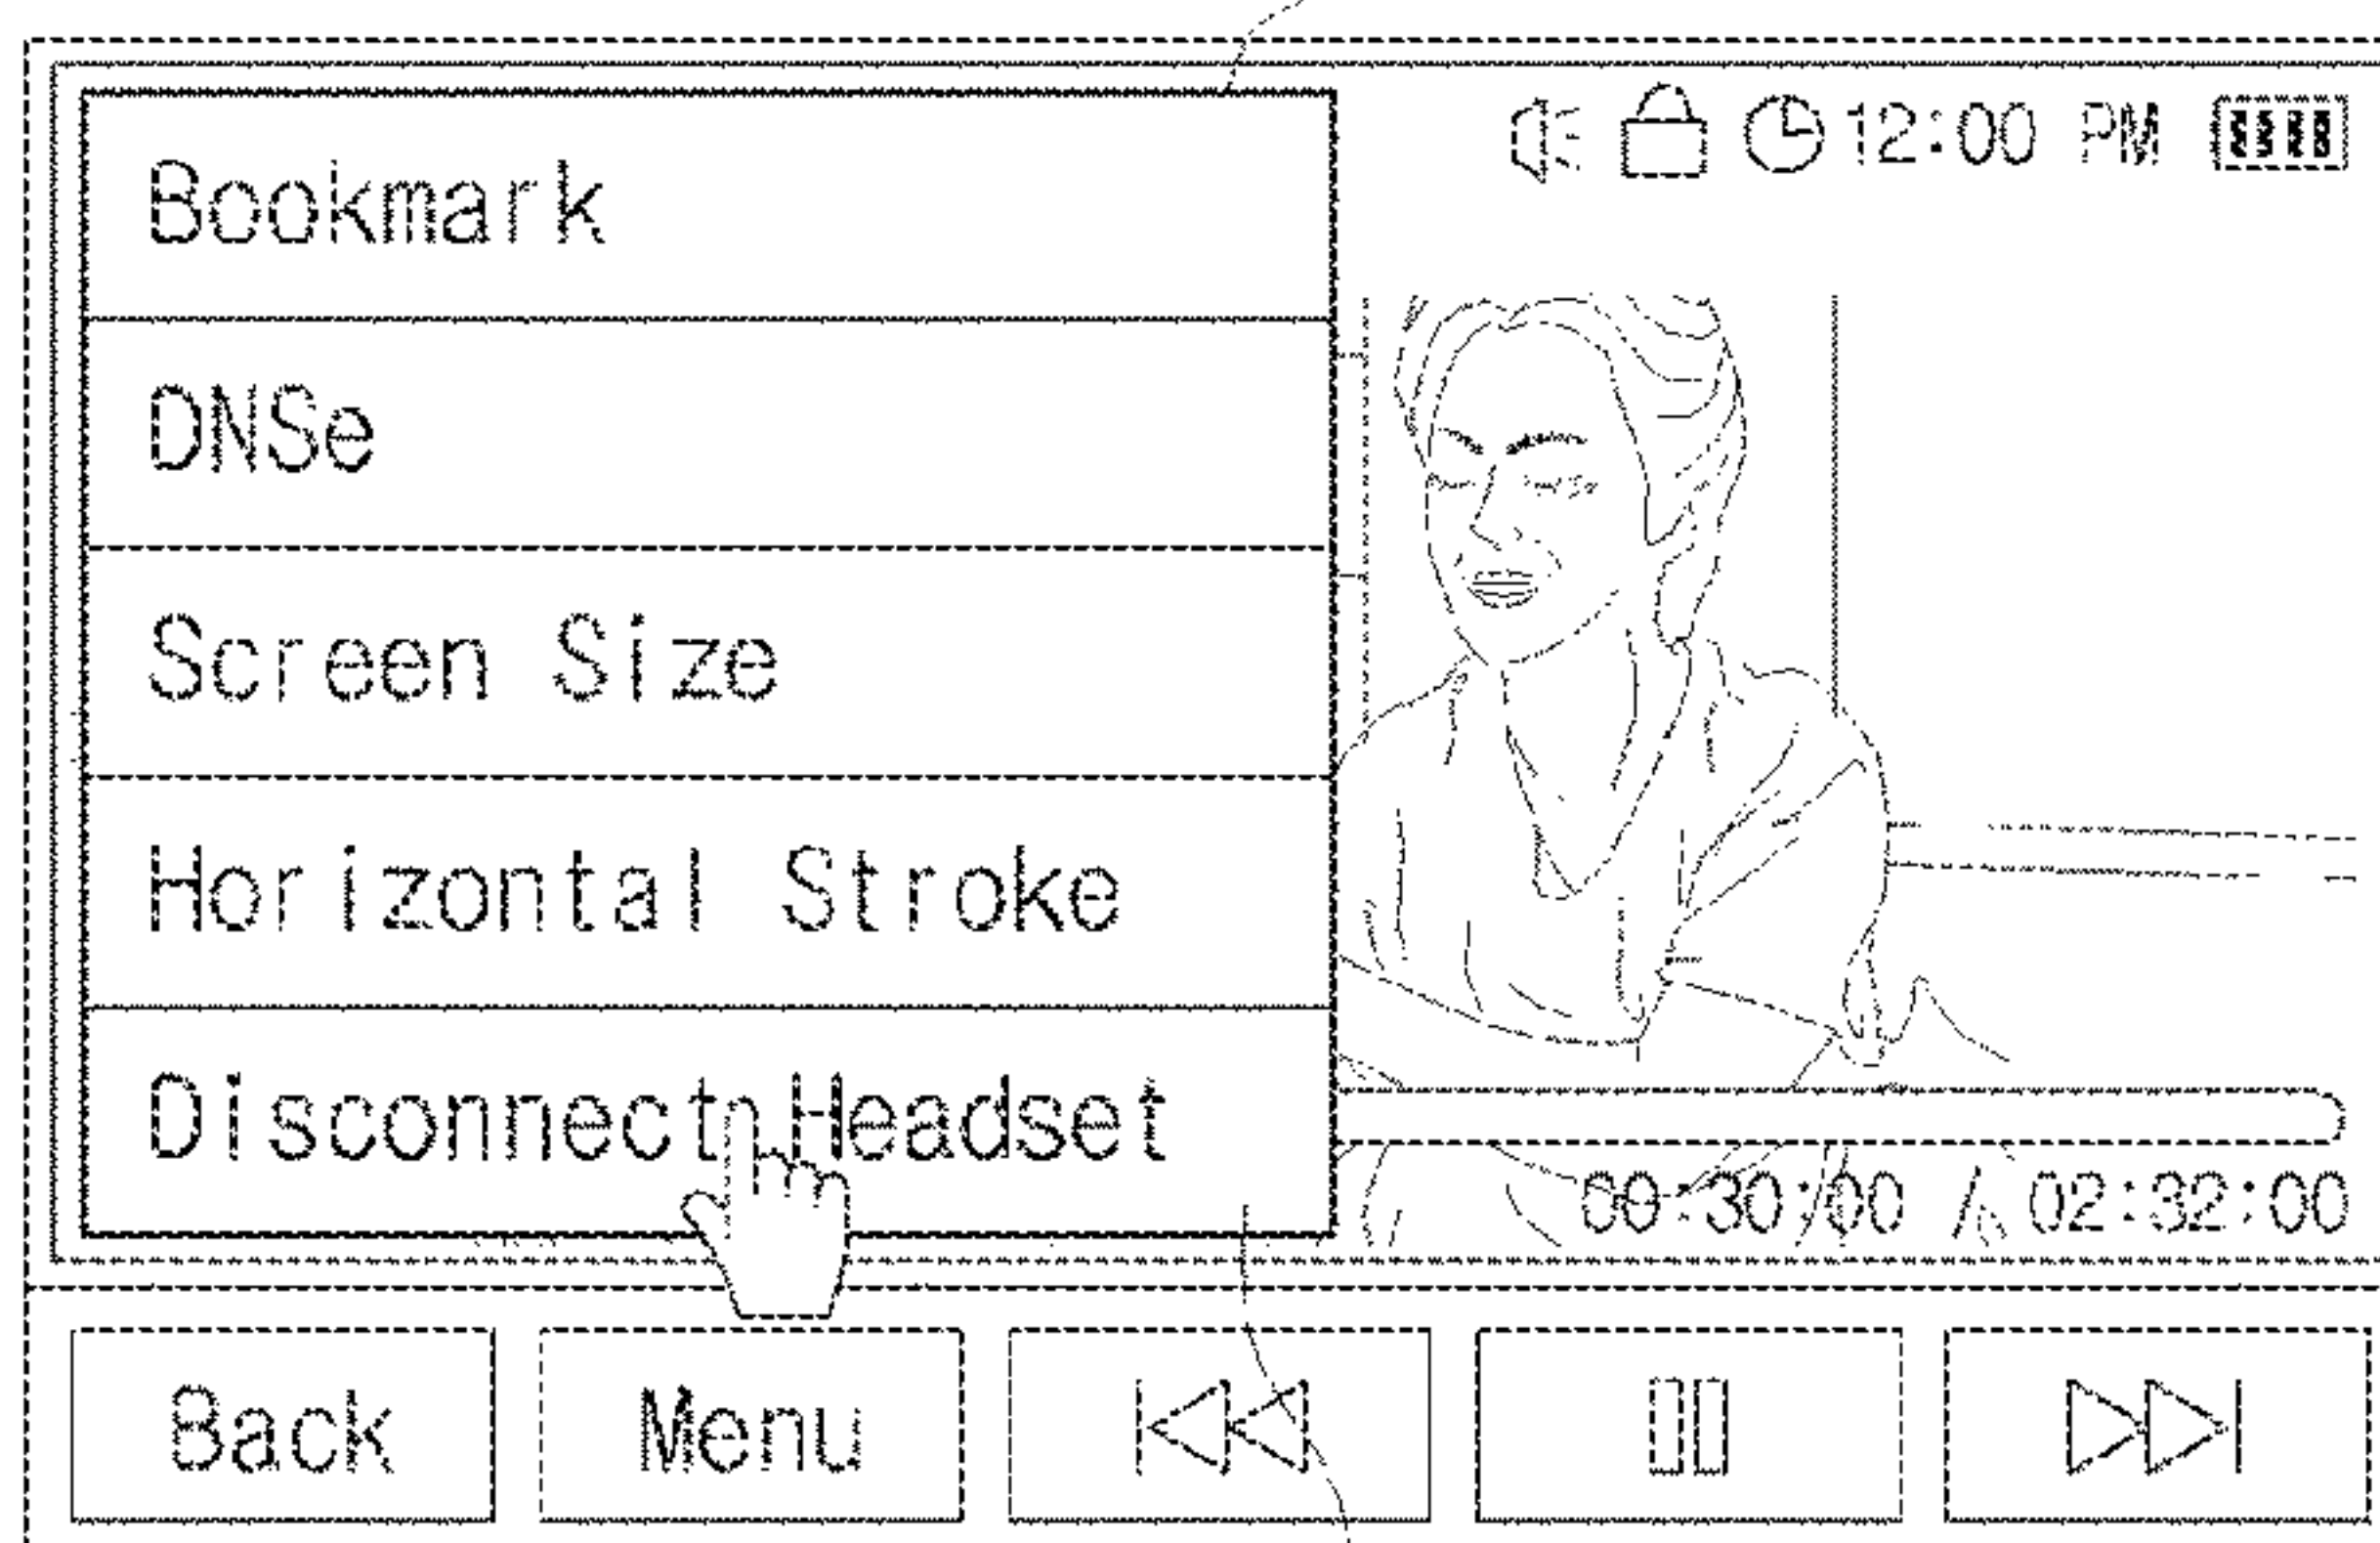 12:00 PM
Bookmark
DNSe
Screen Size
Horizontal Stroke
Disconnect Headset
00:30:00 / 02:32:00
Back Menu